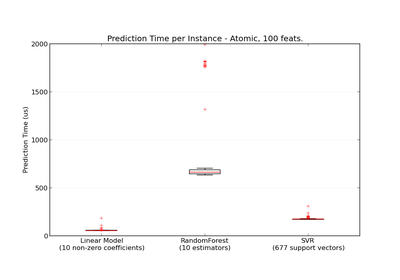 Prediction Time per Instance - Atomic, 100 feats.
2000
1500
1000
500
0
Prediction Time (us)
Linear Model
(10 non-zero coefficients)
RandomForest
(10 estimators)
SVR
(677 support vectors)